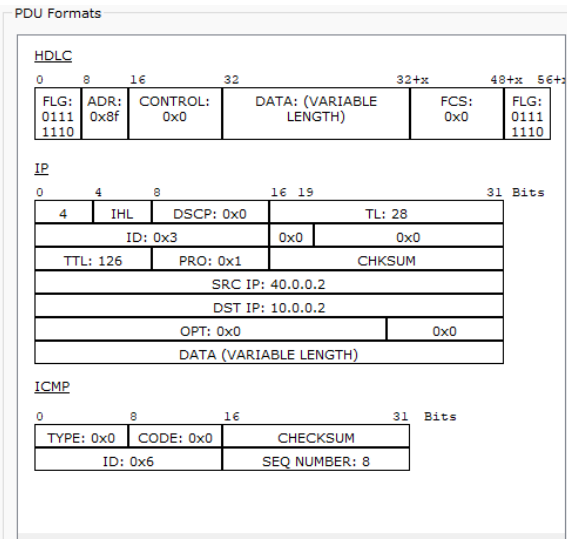 PDU Formats
HDLC
0 8 16 32 32+x 48+x 56+x
FLG: 0111 1110 ADR: 0x8f CONTROL: 0x0 DATA: (VARIABLE LENGTH) FCS: 0x0 FLG: 0111 1110
IP
0 4 8 16 19 31 Bits
4 IHL DSCP: 0x0 TL: 28
ID: 0x3 0x0 0x0
TTL: 126 PRO: 0x1 CHKSUM
SRC IP: 40.0.0.2
DST IP: 10.0.0.2
OPT: 0x0 0x0
DATA (VARIABLE LENGTH)
ICMP
0 8 16 31 Bits
TYPE: 0x0 CODE: 0x0 CHECKSUM
ID: 0x6 SEQ NUMBER: 8